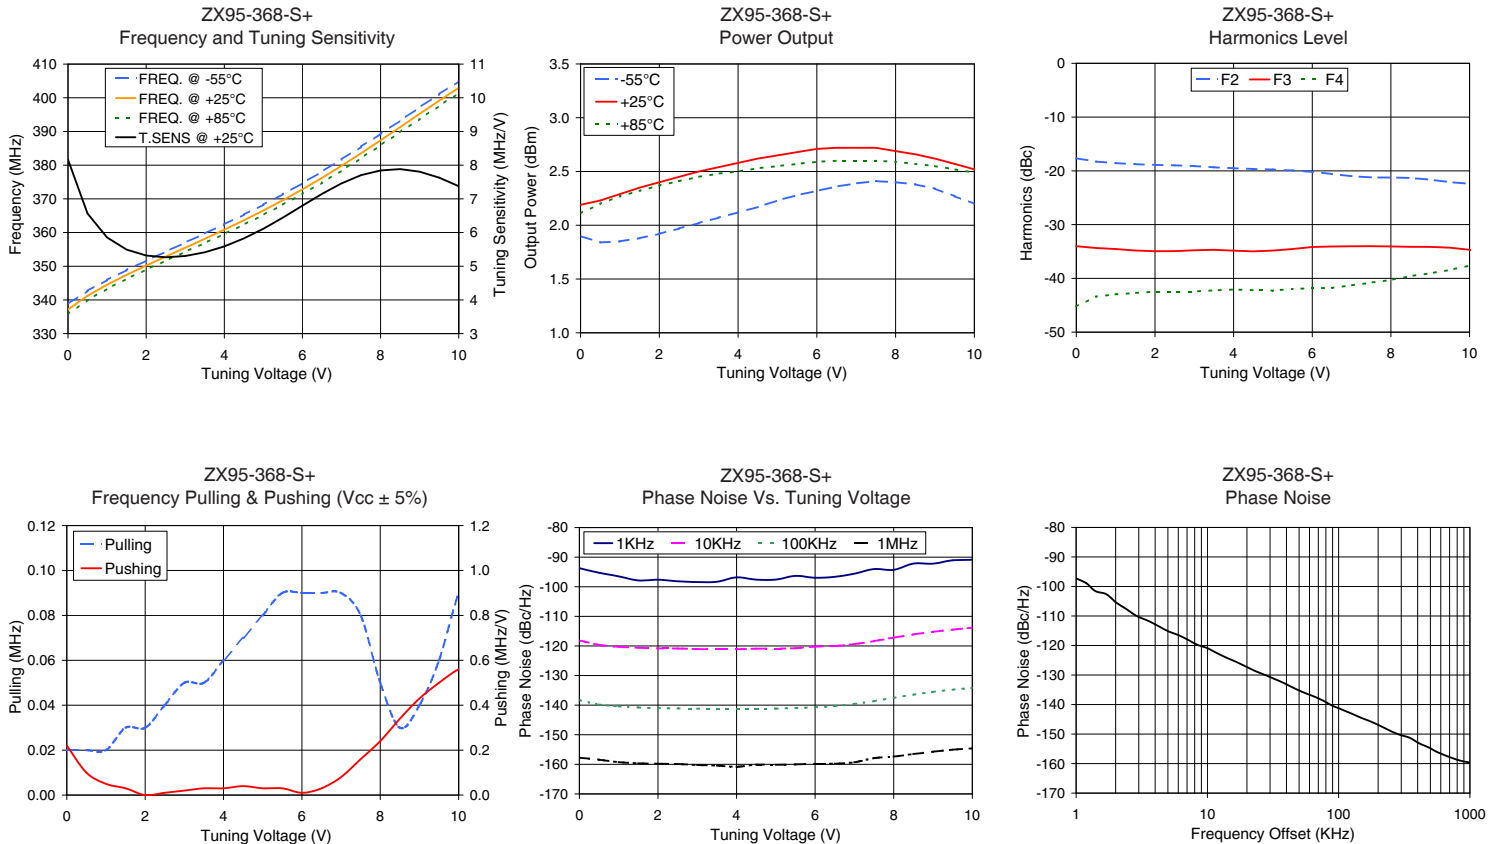 ZX95-368-S+
Frequency and Tuning Sensitivity
410
400
390
380
370
360
350
340
330
Frequency (MHz)
FREQ. @ -55°C
FREQ. @ +25°C
FREQ. @ +85°C
T.SENS @ +25°C
11
10
9
8
7
6
5
4
3
Tuning Sensitivity (MHz/V)
0 2 4 6 8 10
Tuning Voltage (V)
ZX95-368-S+
Power Output
3.5
3.0
2.5
2.0
1.5
1.0
Output Power (dBm)
-55°C
+25°C
+85°C
0 2 4 6 8 10
Tuning Voltage (V)
ZX95-368-S+
Harmonics Level
0
-10
-20
-30
-40
-50
Harmonics (dBc)
F2 F3 F4
0 2 4 6 8 10
Tuning Voltage (V)
ZX95-368-S+
Frequency Pulling & Pushing (Vcc ± 5%)
0.12
0.10
0.08
0.06
0.04
0.02
0.00
Pulling (MHz)
Pulling
Pushing
1.2
1.0
0.8
0.6
0.4
0.2
0.0
Pushing (MHz/V)
0 2 4 6 8 10
Tuning Voltage (V)
ZX95-368-S+
Phase Noise Vs. Tuning Voltage
-80
-90
-100
-110
-120
-130
-140
-150
-160
-170
Phase Noise (dBc/Hz)
1KHz 10KHz 100KHz 1MHz
0 2 4 6 8 10
Tuning Voltage (V)
ZX95-368-S+
Phase Noise
-80
-90
-100
-110
-120
-130
-140
-150
-160
-170
Phase Noise (dBc/Hz)
1 10 100 1000
Frequency Offset (KHz)